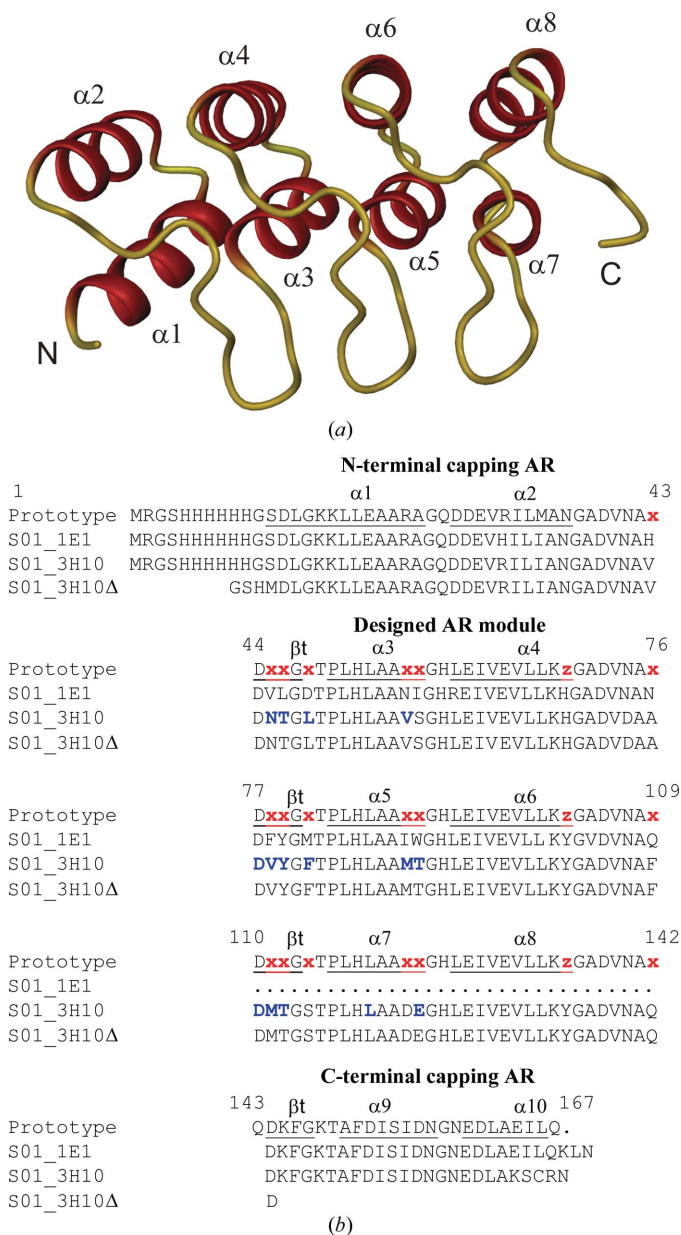 α6
α8
α4
α2
α3
α5
α7
C
N
α1
(a)
N-terminal capping AR
1 α1 α2 43
Prototype MRGSHHHHHHGSDLGKKLLEAARAGQDDEVRILMANGADVNAx
S01_1E1 MRGSHHHHHHGSDLGKKLLEAARAGQDDEVHILIANGADVNAH
S01_3H10 MRGSHHHHHHGSDLGKKLLEAARAGQDDEVRILIANGADVNAV
S01_3H10Δ GSHMDLGKKLLEAARAGQDDEVRILIANGADVNAV
Designed AR module
44 βt α3 α4 76
Prototype DxxGxTPLHLAAxxGHLEIVEVLLKzGADVNAx
S01_1E1 DVLGDTPLHLAANIGHREIVEVLLKHGADVNAN
S01_3H10 DNTGLTPLHLAAVSGHLEIVEVLLKHGADVDAA
S01_3H10Δ DNTGLTPLHLAAVSGHLEIVEVLLKHGADVDAA
77 βt α5 α6 109
Prototype DxxGxTPLHLAAxxGHLEIVEVLLKzGADVNAx
S01_1E1 DFYGMTPLHLAAIWGHLEIVEVLLKYGVDVNAQ
S01_3H10 DVYGFTPLHLAAMTGHLEIVEVLLKYGADVNAF
S01_3H10Δ DVYGFTPLHLAAMTGHLEIVEVLLKYGADVNAF
110 βt α7 α8 142
Prototype DxxGxTPLHLAAxxGHLEIVEVLLKzGADVNAx
S01_1E1 .................................
S01_3H10 DMTGSTPLHLAADEGHLEIVEVLLKYGADVNAQ
S01_3H10Δ DMTGSTPLHLAADEGHLEIVEVLLKYGADVNAQ
C-terminal capping AR
143 βt α9 α10 167
Prototype QDKFGKTAFDISIDNGNEDLAEILQ.
S01_1E1 DKFGKTAFDISIDNGNEDLAEILQKLN
S01_3H10 DKFGKTAFDISIDNGNEDLAKSCRN
S01_3H10Δ D
(b)